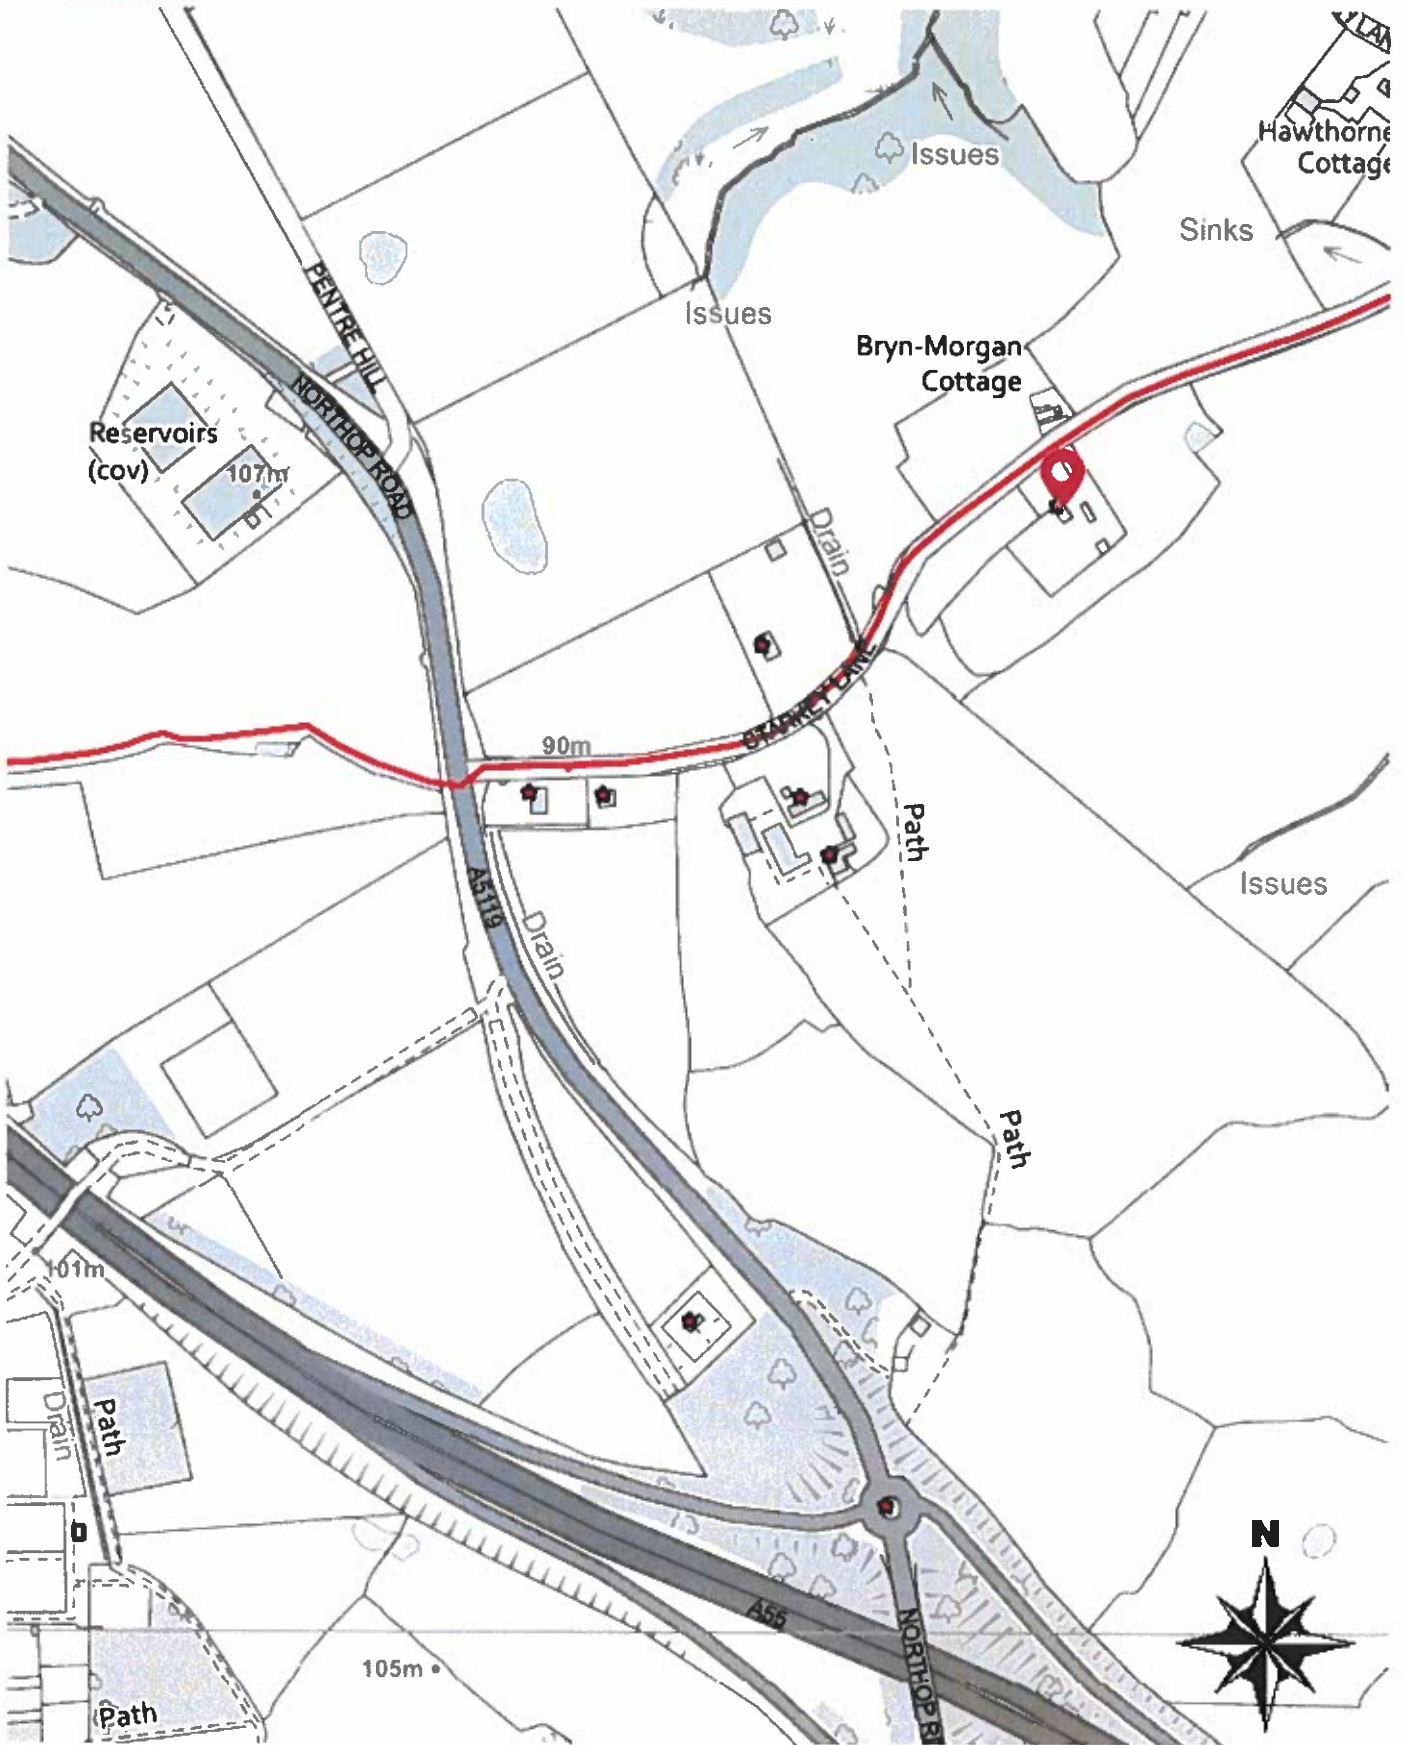 LAN
Hawthorne
Cottage
Issues
Sinks
PENTRE HILL
Issues
Bryn-Morgan
Cottage
NORTHOP ROAD
Reservoirs
(cov)
107m
Drain
STARKEY LANE
90m
Path
A5119
Issues
Drain
Path
101m
Path
Drain
N
A55
NORTHOP R
105m
Path